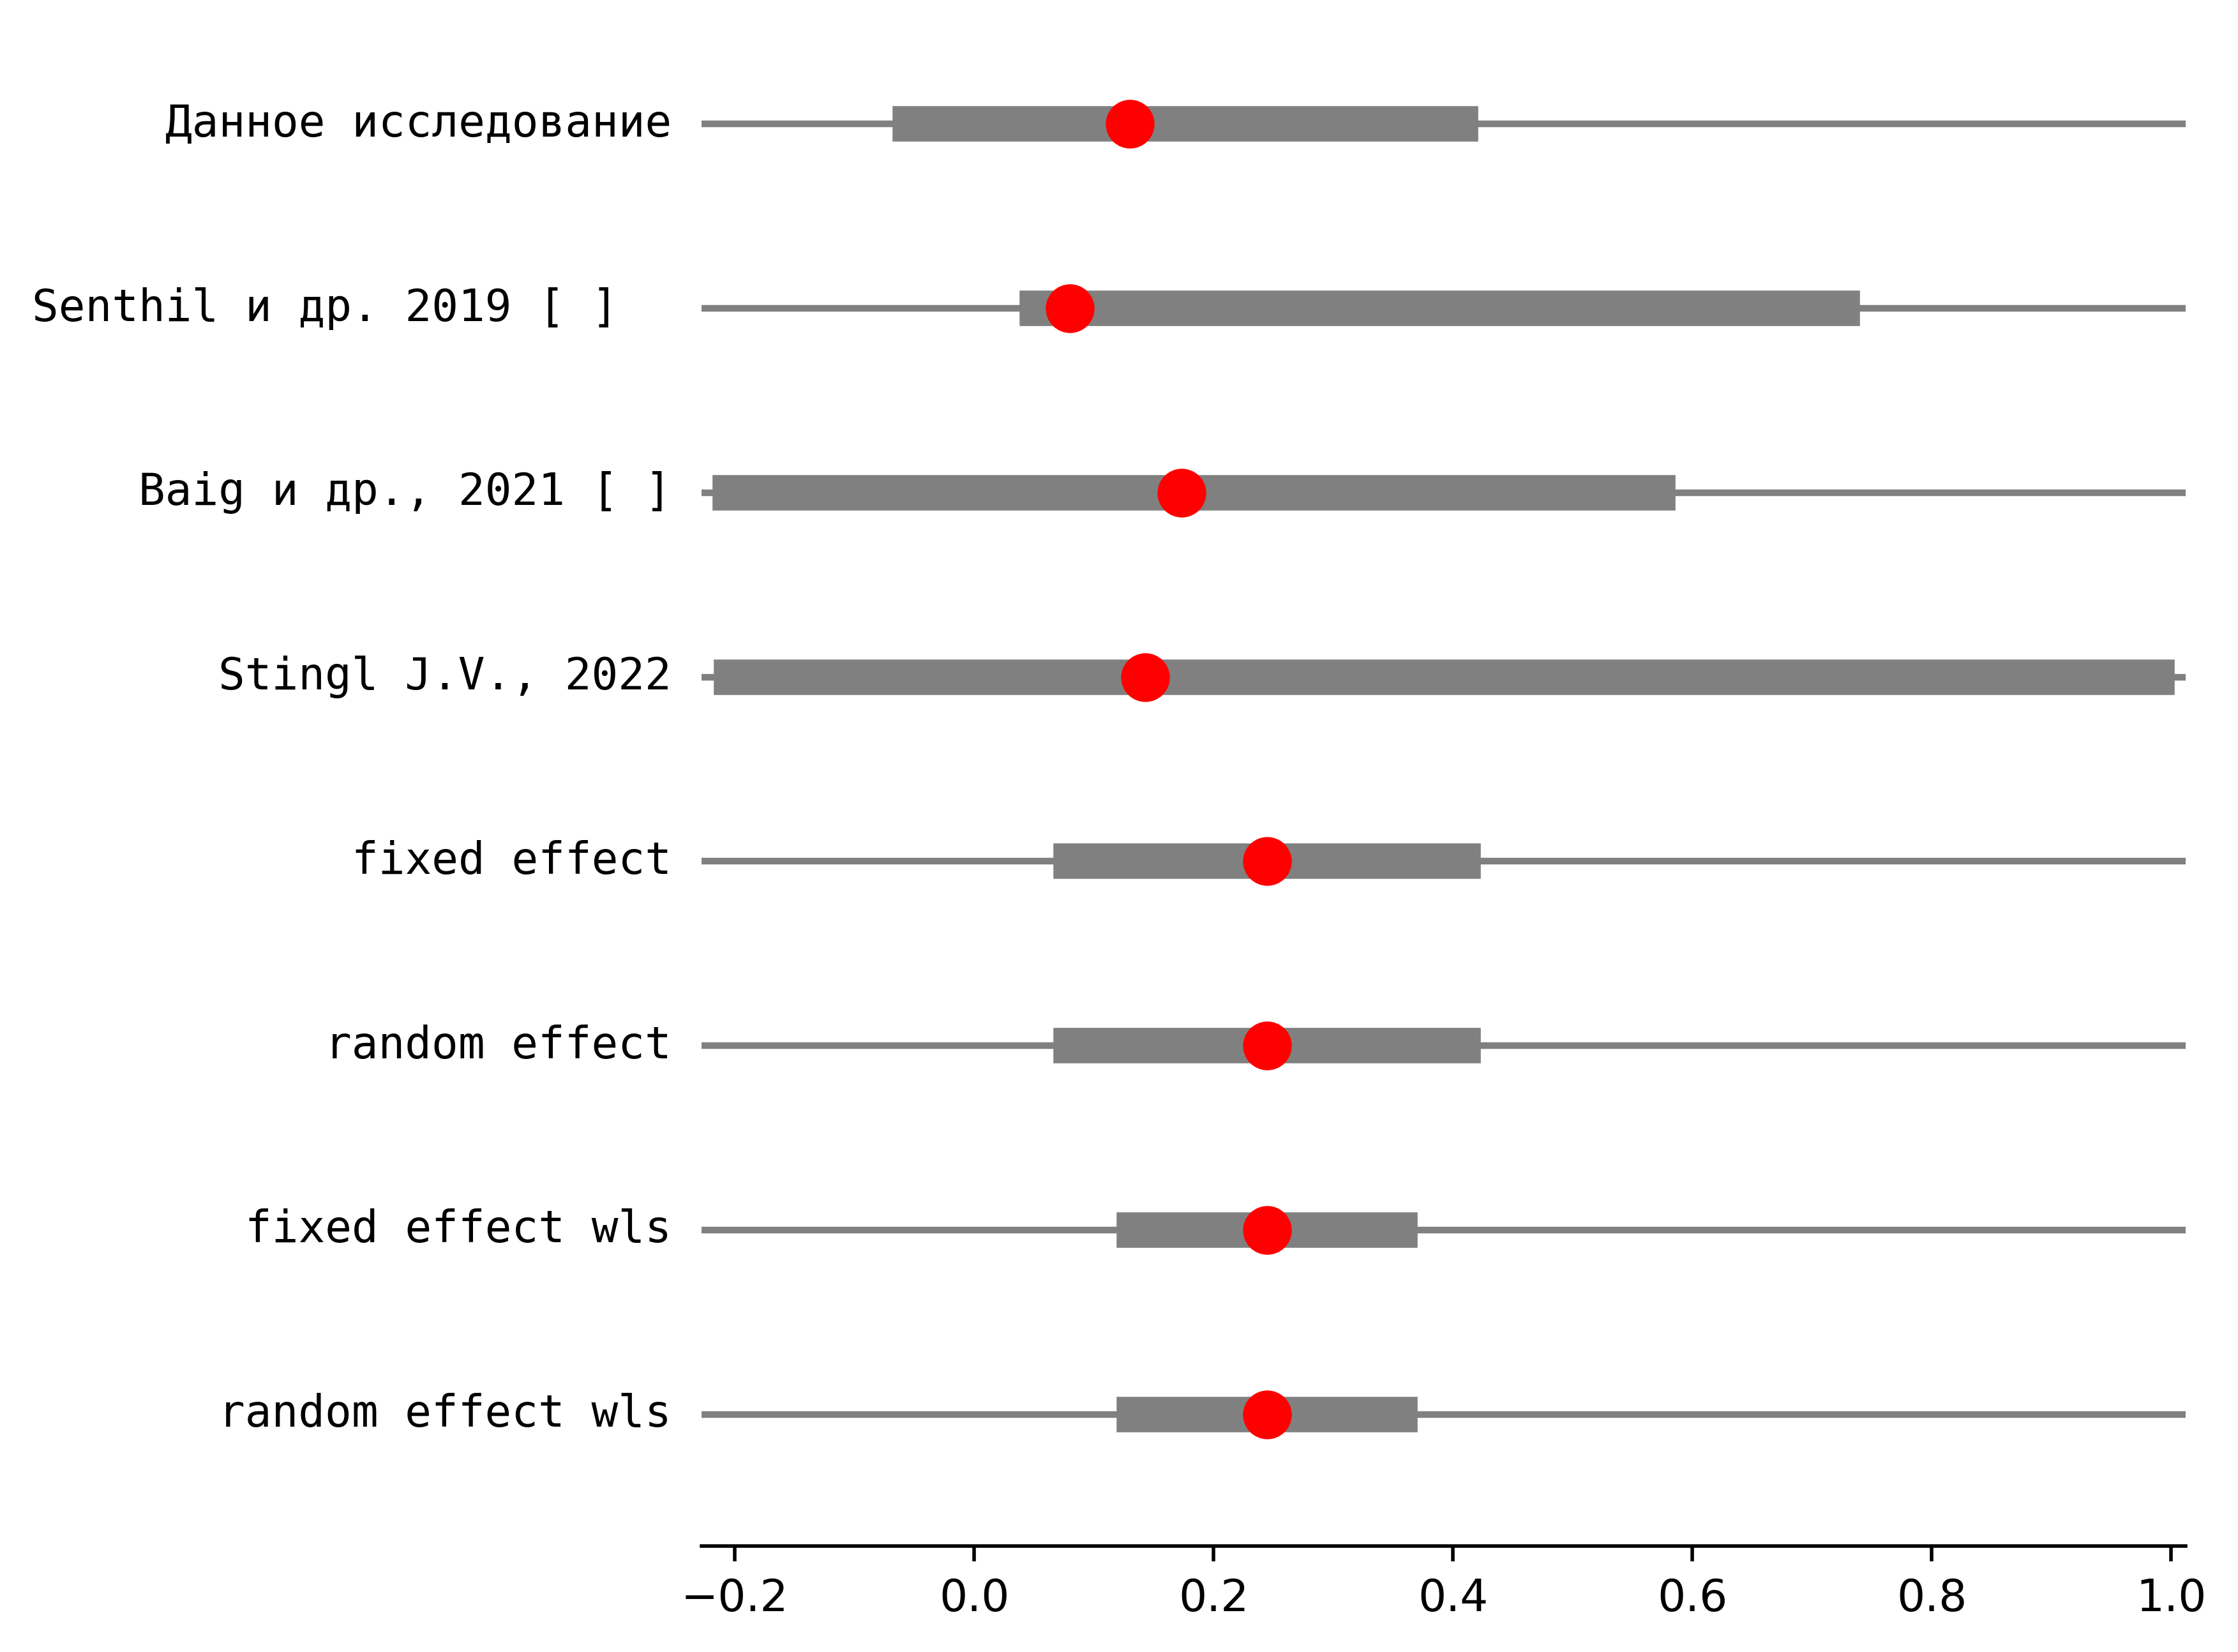 Данное исследование
Senthil и др. 2019 [ ]
Baig и др., 2021 [ ]
Stingl J.V., 2022
fixed effect
random effect
fixed effect wls
random effect wls
−0.2 0.0 0.2 0.4 0.6 0.8 1.0